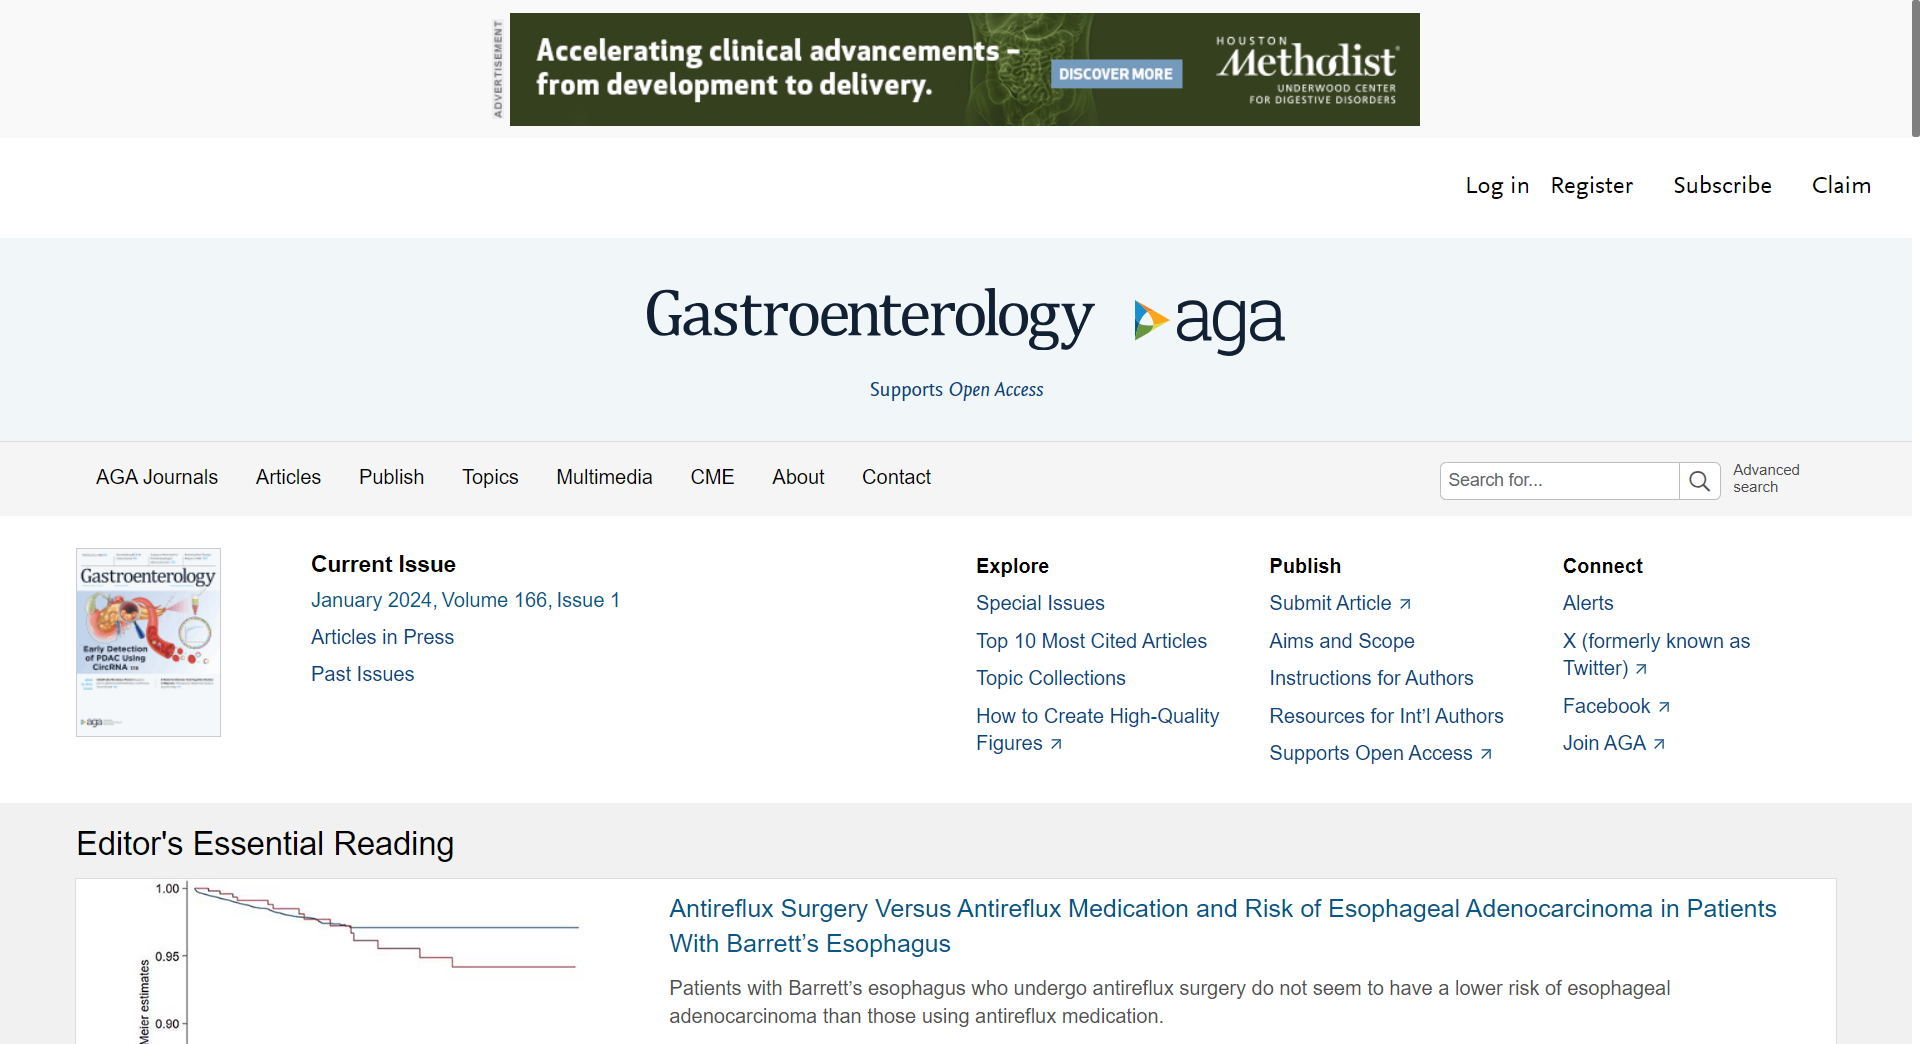 ADVERTISEMENT
Accelerating clinical advancements –
from development to delivery.
DISCOVER MORE
HOUSTON
Methodist
UNDERWOOD CENTER
FOR DIGESTIVE DISORDERS
Log in Register Subscribe Claim
Gastroenterology aga
Supports Open Access
AGA Journals Articles Publish Topics Multimedia CME About Contact
Search for...
Advanced
search
Gastroenterology
Early Detection
of PDAC Using
CircRNA
aga
Current Issue
January 2024, Volume 166, Issue 1
Articles in Press
Past Issues
Explore
Special Issues
Top 10 Most Cited Articles
Topic Collections
How to Create High-Quality
Figures
Publish
Submit Article
Aims and Scope
Instructions for Authors
Resources for Int'l Authors
Supports Open Access
Connect
Alerts
X (formerly known as
Twitter)
Facebook
Join AGA
Editor's Essential Reading
1.00
0.95
0.90
Meier estimates
Antireflux Surgery Versus Antireflux Medication and Risk of Esophageal Adenocarcinoma in Patients
With Barrett’s Esophagus
Patients with Barrett’s esophagus who undergo antireflux surgery do not seem to have a lower risk of esophageal
adenocarcinoma than those using antireflux medication.